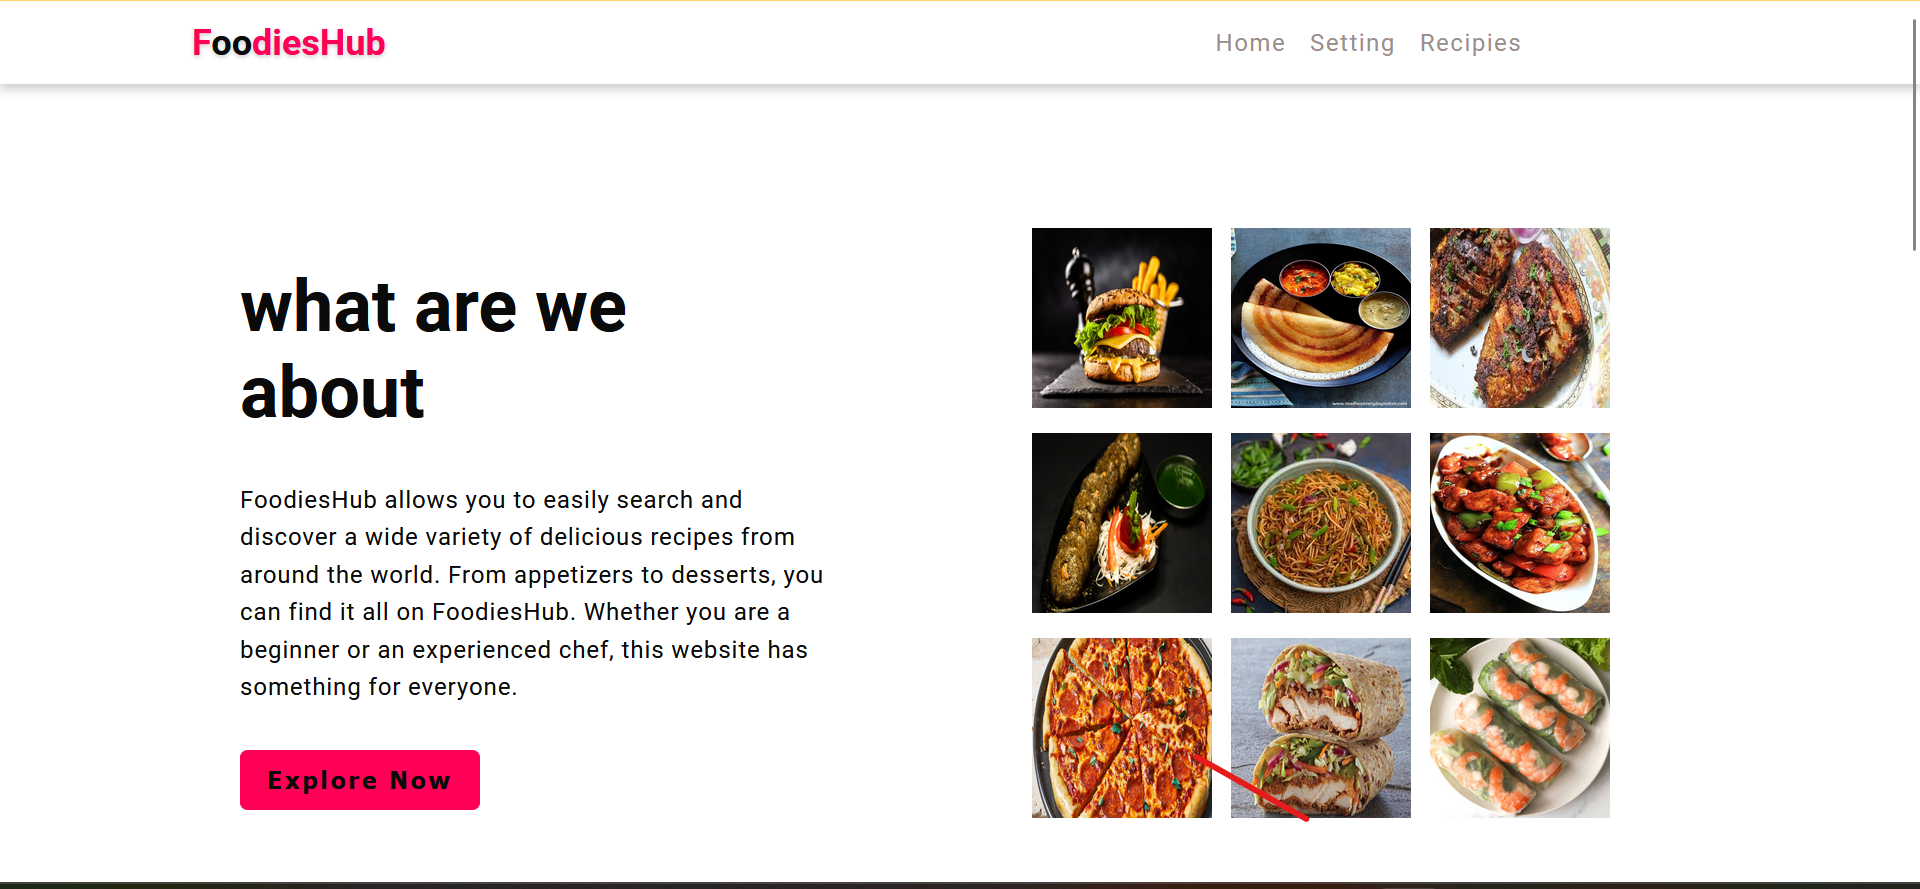 FoodiesHub
Home Setting Recipies
what are we
about
FoodiesHub allows you to easily search and
discover a wide variety of delicious recipes from
around the world. From appetizers to desserts, you
can find it all on FoodiesHub. Whether you are a
beginner or an experienced chef, this website has
something for everyone.
Explore Now